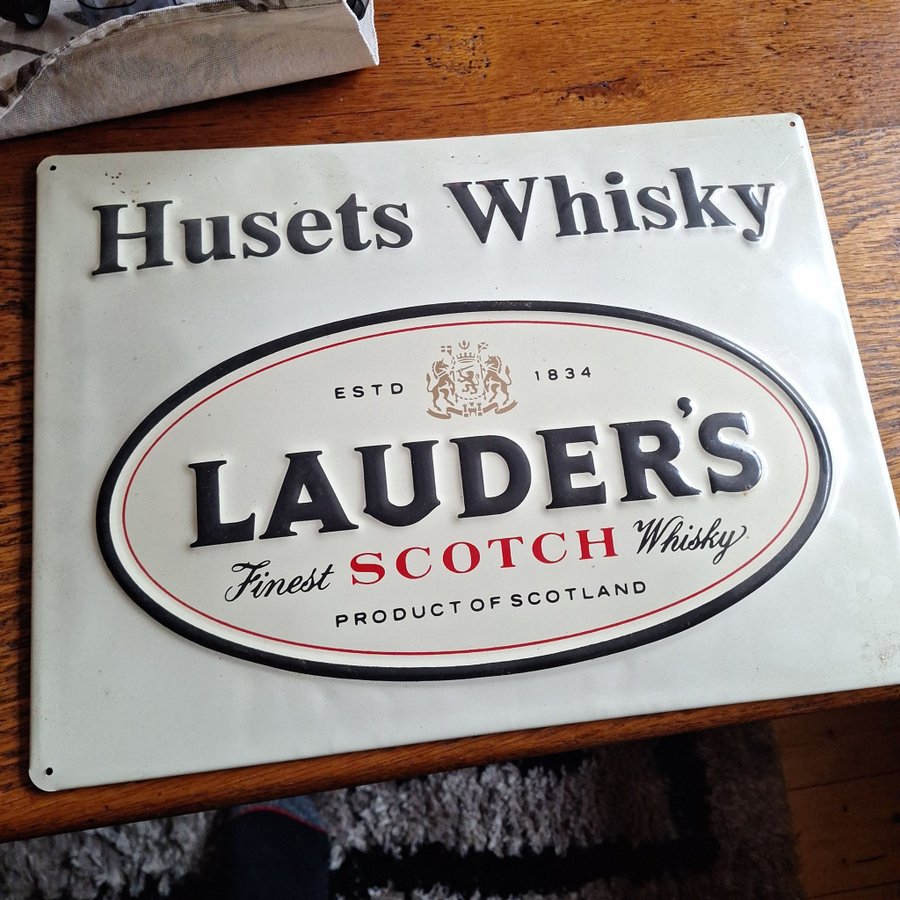 Husets Whisky
ESTD 1834
LAUDER'S
Finest SCOTCH Whisky
PRODUCT OF SCOTLAND